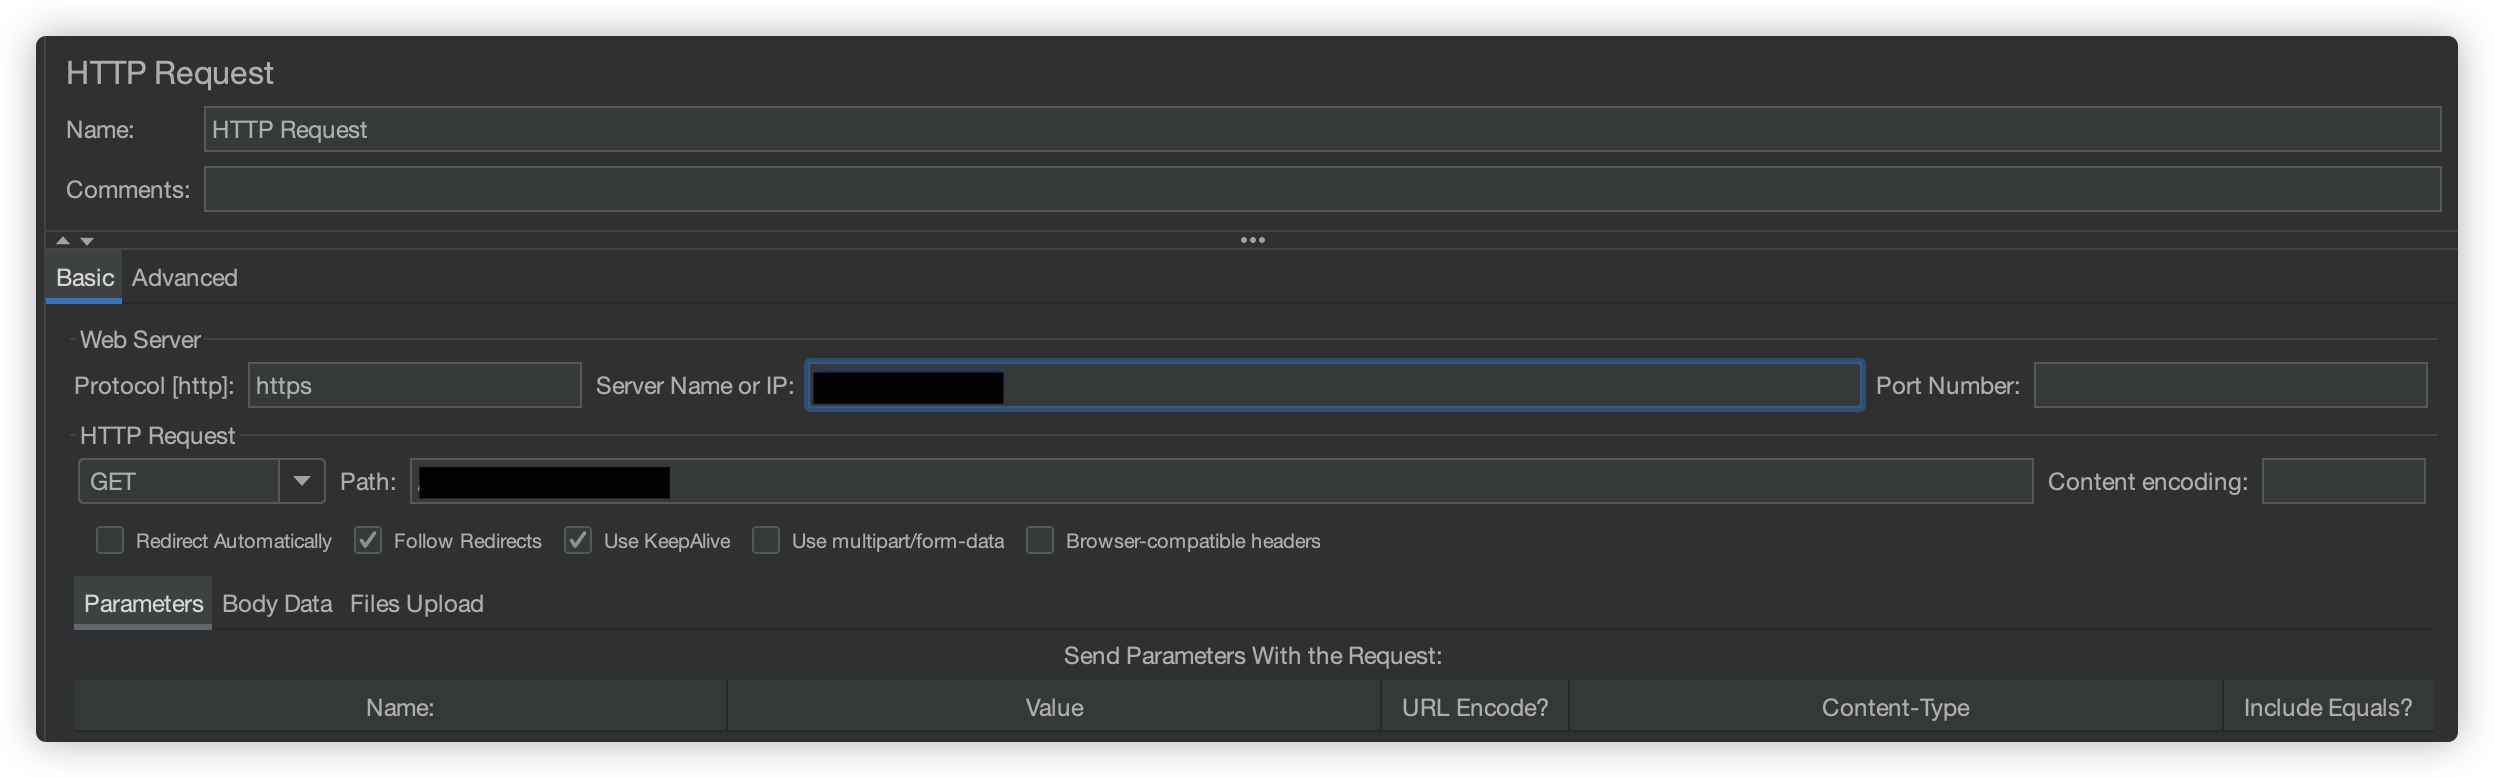 HTTP Request
Name: HTTP Request
Comments:
Basic Advanced
Web Server
Protocol [http]: https Server Name or IP: Port Number:
HTTP Request
GET Path: Content encoding:
Redirect Automatically Follow Redirects Use KeepAlive Use multipart/form-data Browser-compatible headers
Parameters Body Data Files Upload
Send Parameters With the Request:
Name: Value URL Encode? Content-Type Include Equals?